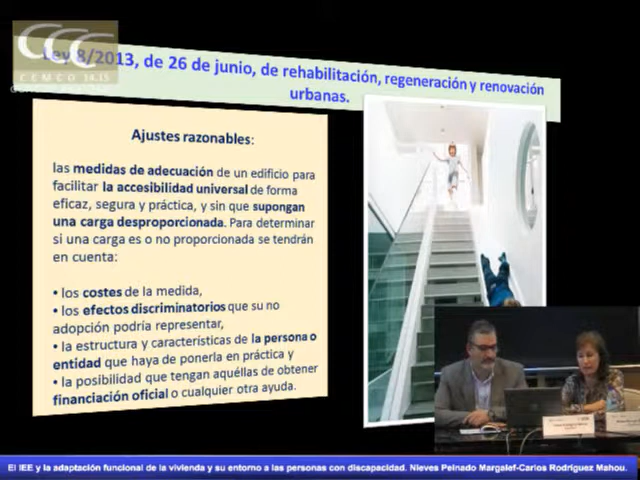 CCC
CEMCO 14.15
Ley 8/2013, de 26 de junio, de rehabilitación, regeneración y renovación
urbanas.
Ajustes razonables:
las medidas de adecuación de un edificio para
facilitar la accesibilidad universal de forma
eficaz, segura y práctica, y sin que supongan
una carga desproporcionada. Para determinar
si una carga es o no proporcionada se tendrán
en cuenta:
• los costes de la medida,
• los efectos discriminatorios que su no
adopción podría representar,
• la estructura y características de la persona o
entidad que haya de ponerla en práctica y
• la posibilidad que tengan aquéllas de obtener
financiación oficial o cualquier otra ayuda.
El IEE y la adaptación funcional de la vivienda y su entorno a las personas con discapacidad. Nieves Peinado Margalef-Carlos Rodríguez Mahou.